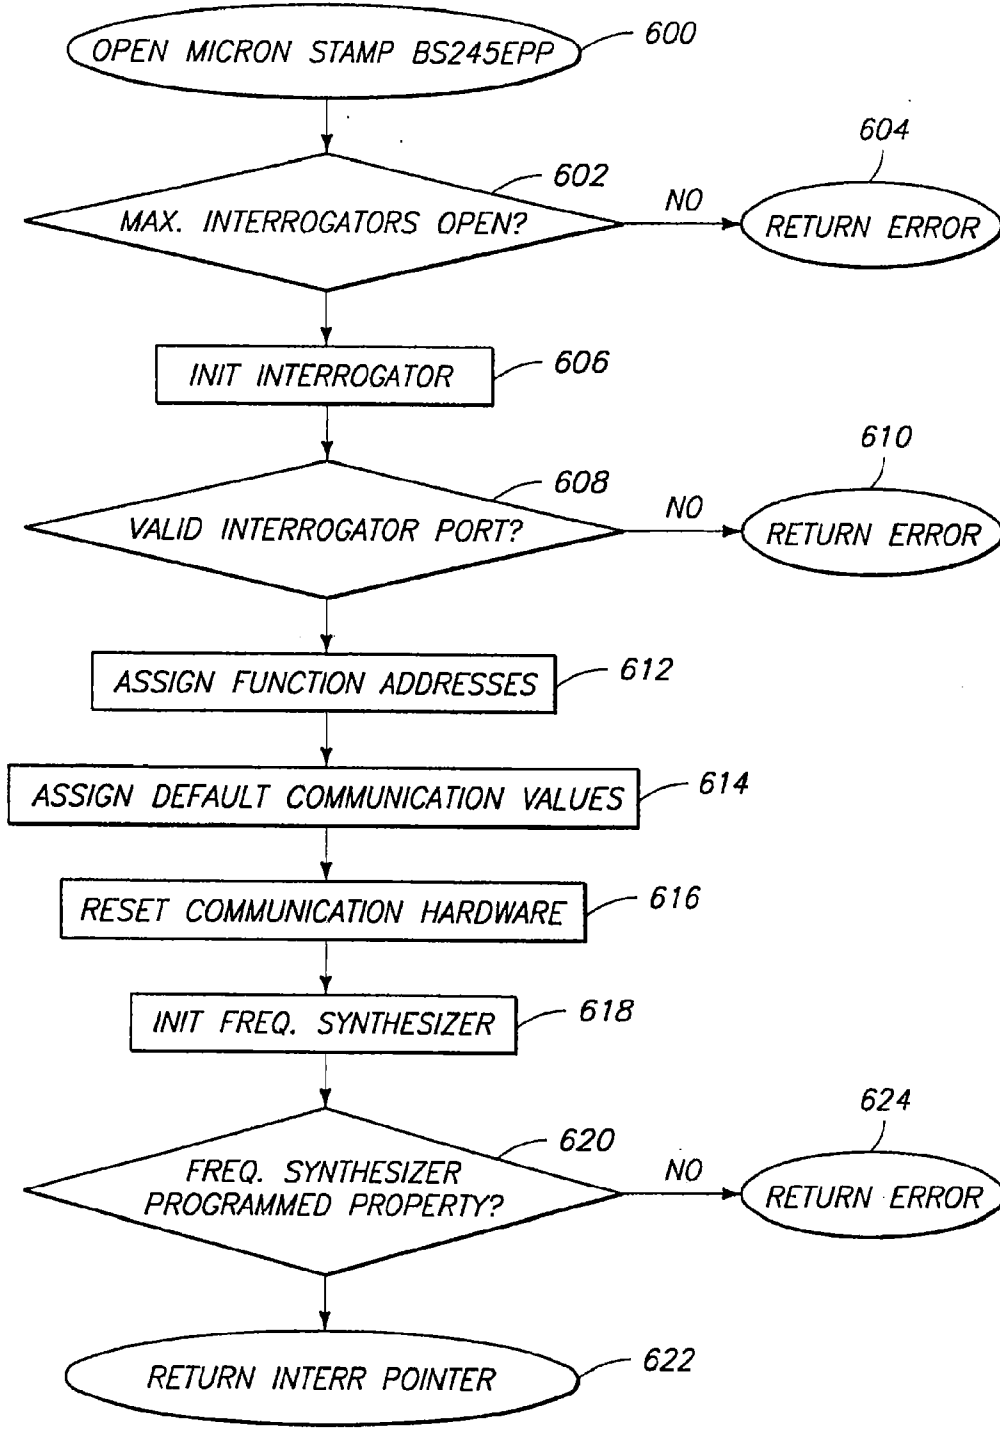 OPEN MICRON STAMP BS245EPP
600
602
MAX. INTERROGATORS OPEN?
NO
604
RETURN ERROR
INIT INTERROGATOR
606
608
VALID INTERROGATOR PORT?
NO
610
RETURN ERROR
ASSIGN FUNCTION ADDRESSES
612
ASSIGN DEFAULT COMMUNICATION VALUES
614
RESET COMMUNICATION HARDWARE
616
INIT FREQ. SYNTHESIZER
618
620
FREQ. SYNTHESIZER
PROGRAMMED PROPERTY?
NO
624
RETURN ERROR
RETURN INTERR POINTER
622